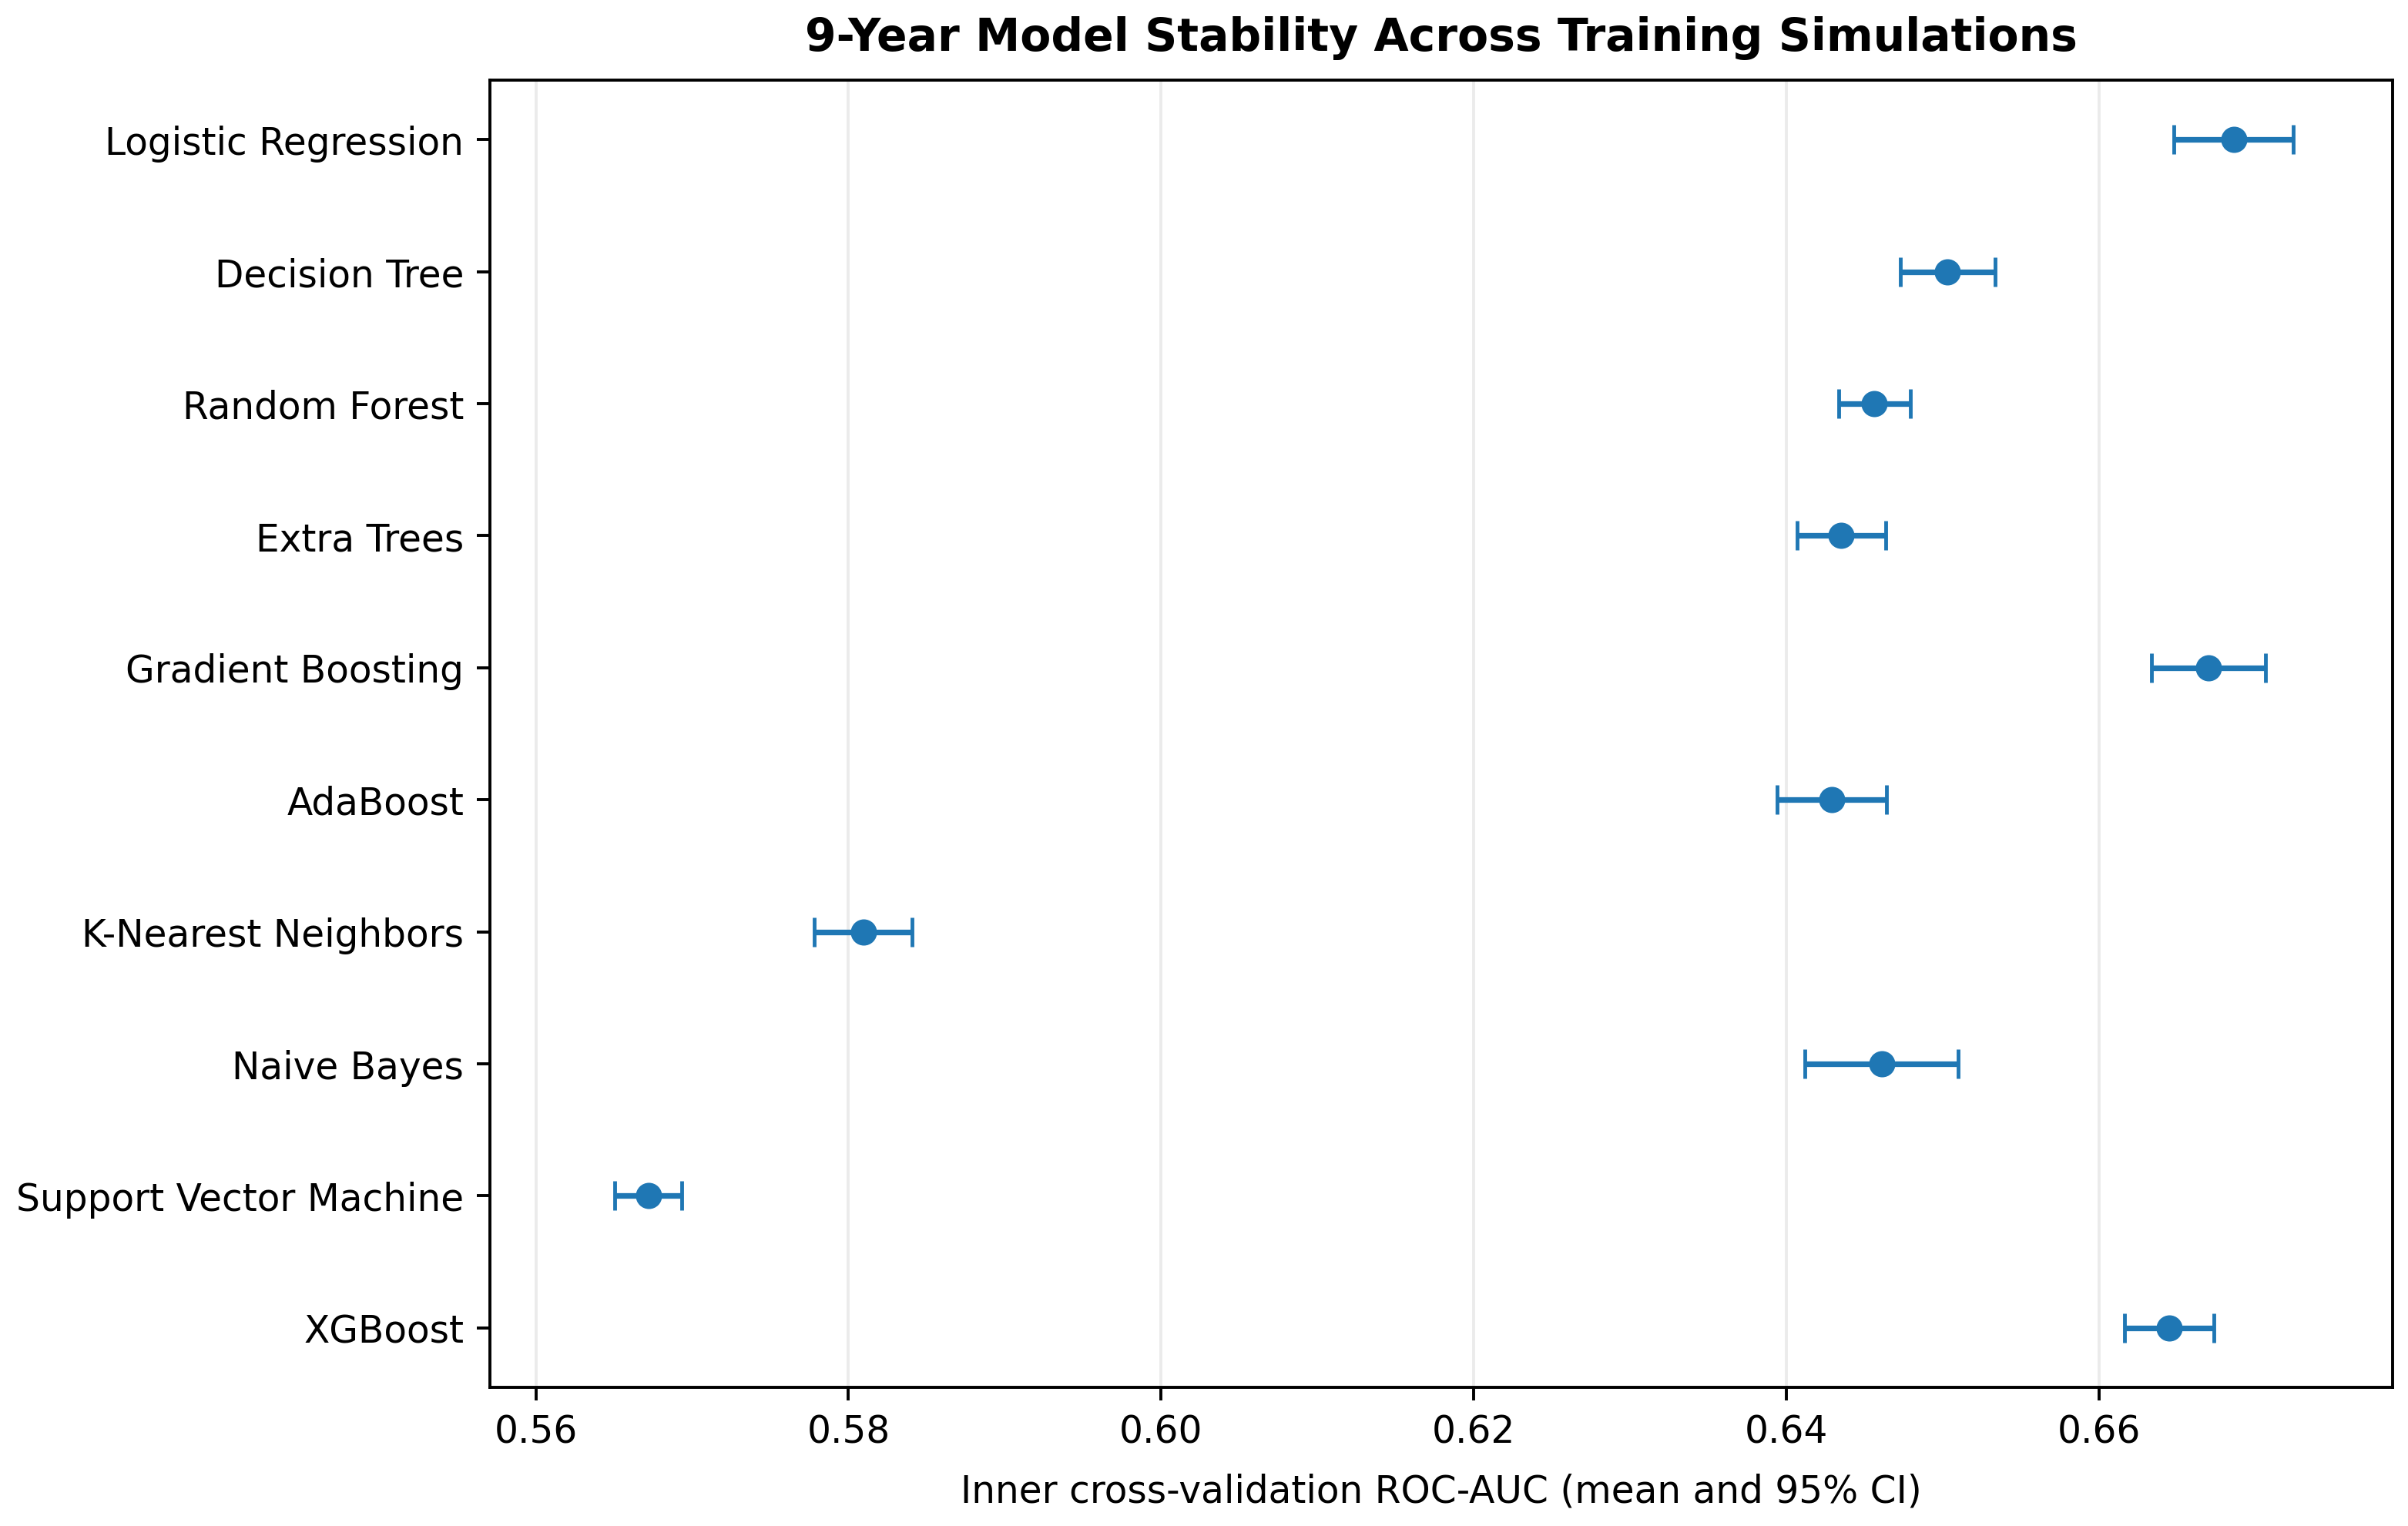 9-Year Model Stability Across Training Simulations
Logistic Regression
Decision Tree
Random Forest
Extra Trees
Gradient Boosting
AdaBoost
K-Nearest Neighbors
Naive Bayes
Support Vector Machine
XGBoost
0.56 0.58 0.60 0.62 0.64 0.66
Inner cross-validation ROC-AUC (mean and 95% CI)